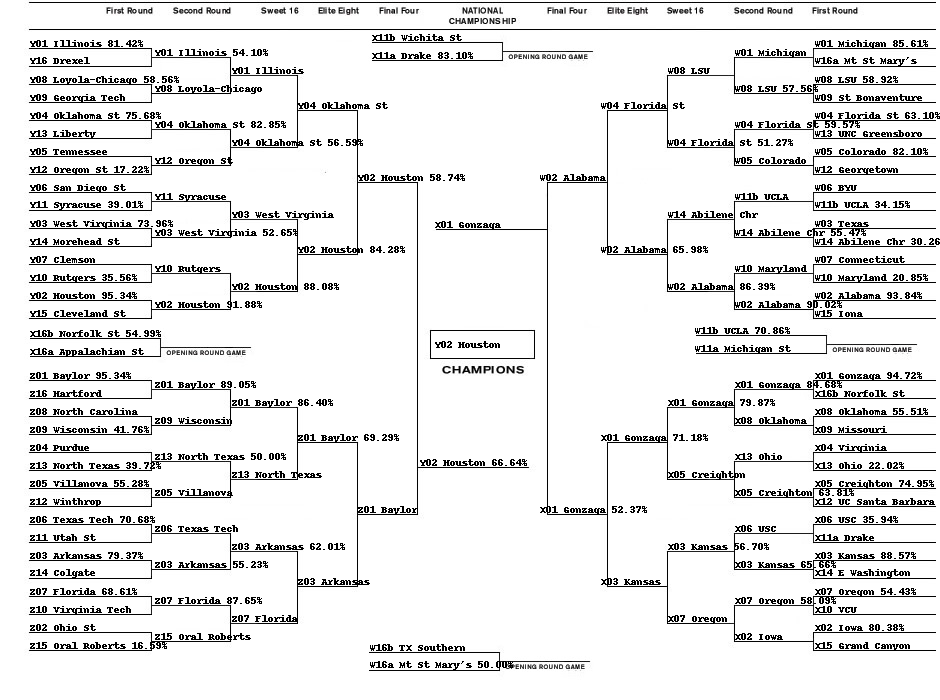 First Round Second Round Sweet 16 Elite Eight Final Four NATIONAL CHAMPIONSHIP Final Four Elite Eight Sweet 16 Second Round First Round
X11b Wichita St
X11a Drake 83.10%
OPENING ROUND GAME
Y01 Illinois 81.42%
Y16 Drexel
Y08 Loyola-Chicago 58.56%
Y09 Georgia Tech
Y04 Oklahoma St 75.68%
Y13 Liberty
Y05 Tennessee
Y12 Oregon St 17.22%
Y06 San Diego St
Y11 Syracuse 39.01%
Y03 West Virginia 73.96%
Y14 Morehead St
Y07 Clemson
Y10 Rutgers 35.56%
Y02 Houston 95.34%
Y15 Cleveland St
Y01 Illinois 54.10%
Y08 Loyola-Chicago
Y04 Oklahoma St 82.85%
Y12 Oregon St
Y11 Syracuse
Y03 West Virginia 52.65%
Y10 Rutgers
Y02 Houston 91.88%
Y01 Illinois
Y04 Oklahoma St 56.59%
Y03 West Virginia
Y02 Houston 88.08%
Y04 Oklahoma St
Y02 Houston 84.28%
Y02 Houston 58.74%
X16b Norfolk St 54.99%
X16a Appalachian St
OPENING ROUND GAME
Z01 Baylor 95.34%
Z16 Hartford
Z08 North Carolina
Z09 Wisconsin 41.76%
Z04 Purdue
Z13 North Texas 39.72%
Z05 Villanova 55.28%
Z12 Winthrop
Z06 Texas Tech 70.68%
Z11 Utah St
Z03 Arkansas 79.37%
Z14 Colgate
Z07 Florida 68.61%
Z10 Virginia Tech
Z02 Ohio St
Z15 Oral Roberts 16.59%
Z01 Baylor 89.05%
Z09 Wisconsin
Z13 North Texas 50.00%
Z05 Villanova
Z06 Texas Tech
Z03 Arkansas 55.23%
Z07 Florida 87.65%
Z15 Oral Roberts
Z01 Baylor 86.40%
Z13 North Texas
Z03 Arkansas 62.01%
Z07 Florida
Z01 Baylor 69.29%
Z03 Arkansas
Z01 Baylor
X01 Gonzaga
Y02 Houston
CHAMPIONS
Y02 Houston 66.64%
W02 Alabama
W04 Florida St
W02 Alabama 65.98%
W08 LSU
W04 Florida St 51.27%
W14 Abilene Chr
W02 Alabama 86.39%
W01 Michigan
W08 LSU 57.56%
W04 Florida St 59.57%
W05 Colorado
W11b UCLA
W14 Abilene Chr 55.47%
W10 Maryland
W02 Alabama 90.02%
W01 Michigan 85.61%
W16a Mt St Mary's
W08 LSU 58.92%
W09 St Bonaventure
W04 Florida St 63.10%
W13 UNC Greensboro
W05 Colorado 82.10%
W12 Georgetown
W06 BYU
W11b UCLA 34.15%
W03 Texas
W14 Abilene Chr 30.26
W07 Connecticut
W10 Maryland 20.85%
W02 Alabama 93.84%
W15 Iona
W11b UCLA 70.86%
W11a Michigan St
OPENING ROUND GAME
X01 Gonzaga 52.37%
X01 Gonzaga 71.18%
X03 Kansas
X01 Gonzaga 79.87%
X05 Creighton
X03 Kansas 56.70%
X07 Oregon
X01 Gonzaga 84.68%
X08 Oklahoma
X13 Ohio
X05 Creighton 63.81%
X06 USC
X03 Kansas 65.66%
X07 Oregon 58.09%
X02 Iowa
X01 Gonzaga 94.72%
X16b Norfolk St
X08 Oklahoma 55.51%
X09 Missouri
X04 Virginia
X13 Ohio 22.02%
X05 Creighton 74.95%
X12 UC Santa Barbara
X06 USC 35.94%
X11a Drake
X03 Kansas 88.57%
X14 E Washington
X07 Oregon 54.43%
X10 VCU
X02 Iowa 80.38%
X15 Grand Canyon
W16b TX Southern
W16a Mt St Mary's 50.00%
OPENING ROUND GAME